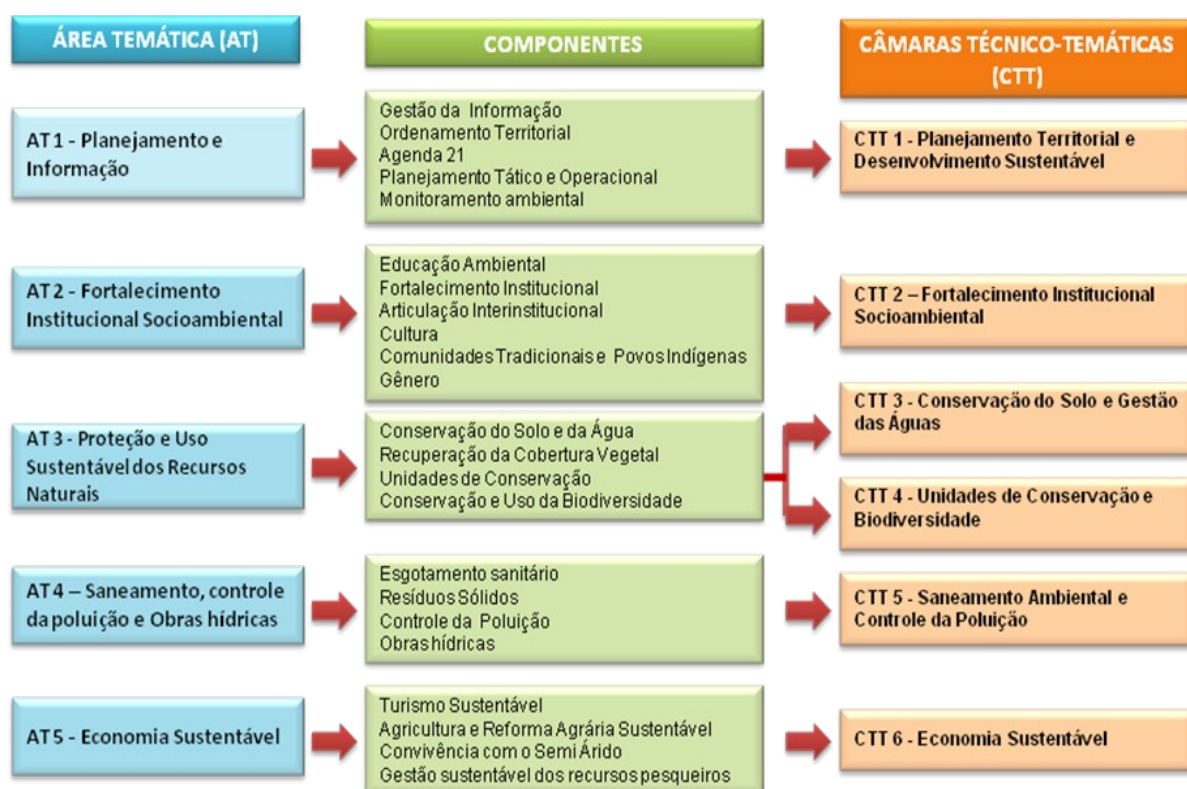 ÁREA TEMÁTICA (AT)
COMPONENTES
CÂMARAS TÉCNICO-TEMÁTICAS
(CTT)
AT 1 - Planejamento e
Informação
Gestão da Informação
Ordenamento Territorial
Agenda 21
Planejamento Tático e Operacional
Monitoramento ambiental
CTT 1 - Planejamento Territorial e
Desenvolvimento Sustentável
AT 2 - Fortalecimento
Institucional Socioambiental
Educação Ambiental
Fortalecimento Institucional
Articulação Interinstitucional
Cultura
Comunidades Tradicionais e Povos Indígenas
Gênero
CTT 2 – Fortalecimento Institucional
Socioambiental
AT 3 - Proteção e Uso
Sustentável dos Recursos
Naturais
Conservação do Solo e da Água
Recuperação da Cobertura Vegetal
Unidades de Conservação
Conservação e Uso da Biodiversidade
CTT 3 - Conservação do Solo e Gestão
das Águas
CTT 4 - Unidades de Conservação e
Biodiversidade
AT 4 – Saneamento, controle
da poluição e Obras hídricas
Esgotamento sanitário
Resíduos Sólidos
Controle da Poluição
Obras hídricas
CTT 5 - Saneamento Ambiental e
Controle da Poluição
AT 5 - Economia Sustentável
Turismo Sustentável
Agricultura e Reforma Agrária Sustentável
Convivência com o Semi Árido
Gestão sustentável dos recursos pesqueiros
CTT 6 - Economia Sustentável